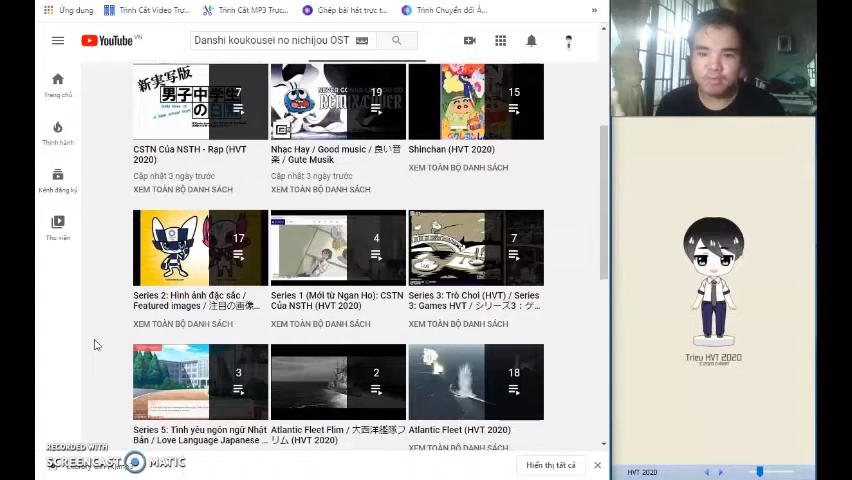 Ứng dụng
Trình Cắt Video Trự...
Trình Cắt MP3 Trực...
Ghép bài hát trực t...
Trình Chuyển đổi Â...
»
YouTube VN
Danshi koukousei no nichijou OST
Trang chủ
Thịnh hành
Kênh đăng ký
Thư viện
新実写版
男子中学生
の日
7
NEVER GO
19
15
CSTN Của NSTH - Rạp (HVT
2020)
Cập nhật 3 ngày trước
XEM TOÀN BỘ DANH SÁCH
Nhạc Hay / Good music / 良い音
楽 / Gute Musik
Cập nhật 3 ngày trước
XEM TOÀN BỘ DANH SÁCH
Shinchan (HVT 2020)
XEM TOÀN BỘ DANH SÁCH
17
4
7
Series 2: Hình ảnh đặc sắc /
Featured images / 注目の画像...
XEM TOÀN BỘ DANH SÁCH
Series 1 (Mới từ Ngan Ho): CSTN
Của NSTH (HVT 2020)
XEM TOÀN BỘ DANH SÁCH
Series 3: Trò Chơi (HVT) / Series
3: Games HVT / シリーズ3：ゲ...
XEM TOÀN BỘ DANH SÁCH
3
2
18
Series 5: Tình yêu ngôn ngữ Nhật
Bản / Love Language Japanese ...
Atlantic Fleet Flim / 大西洋艦隊フ
リム (HVT 2020)
Atlantic Fleet (HVT 2020)
XEM TOÀN BỘ DANH SÁCH
RECORDED WITH
SCREENCAST MATIC
Hiển thị tất cả
Trieu HVT 2020
HVT 2020